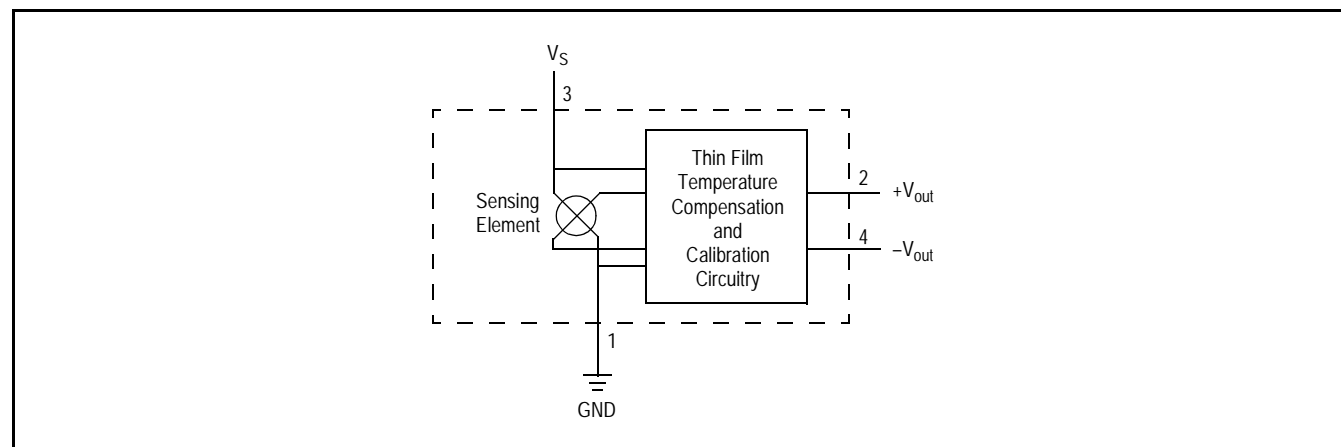 VS
3
Thin Film
Temperature
Compensation
and
Calibration
Circuitry
Sensing
Element
2
+Vout
4
–Vout
1
GND